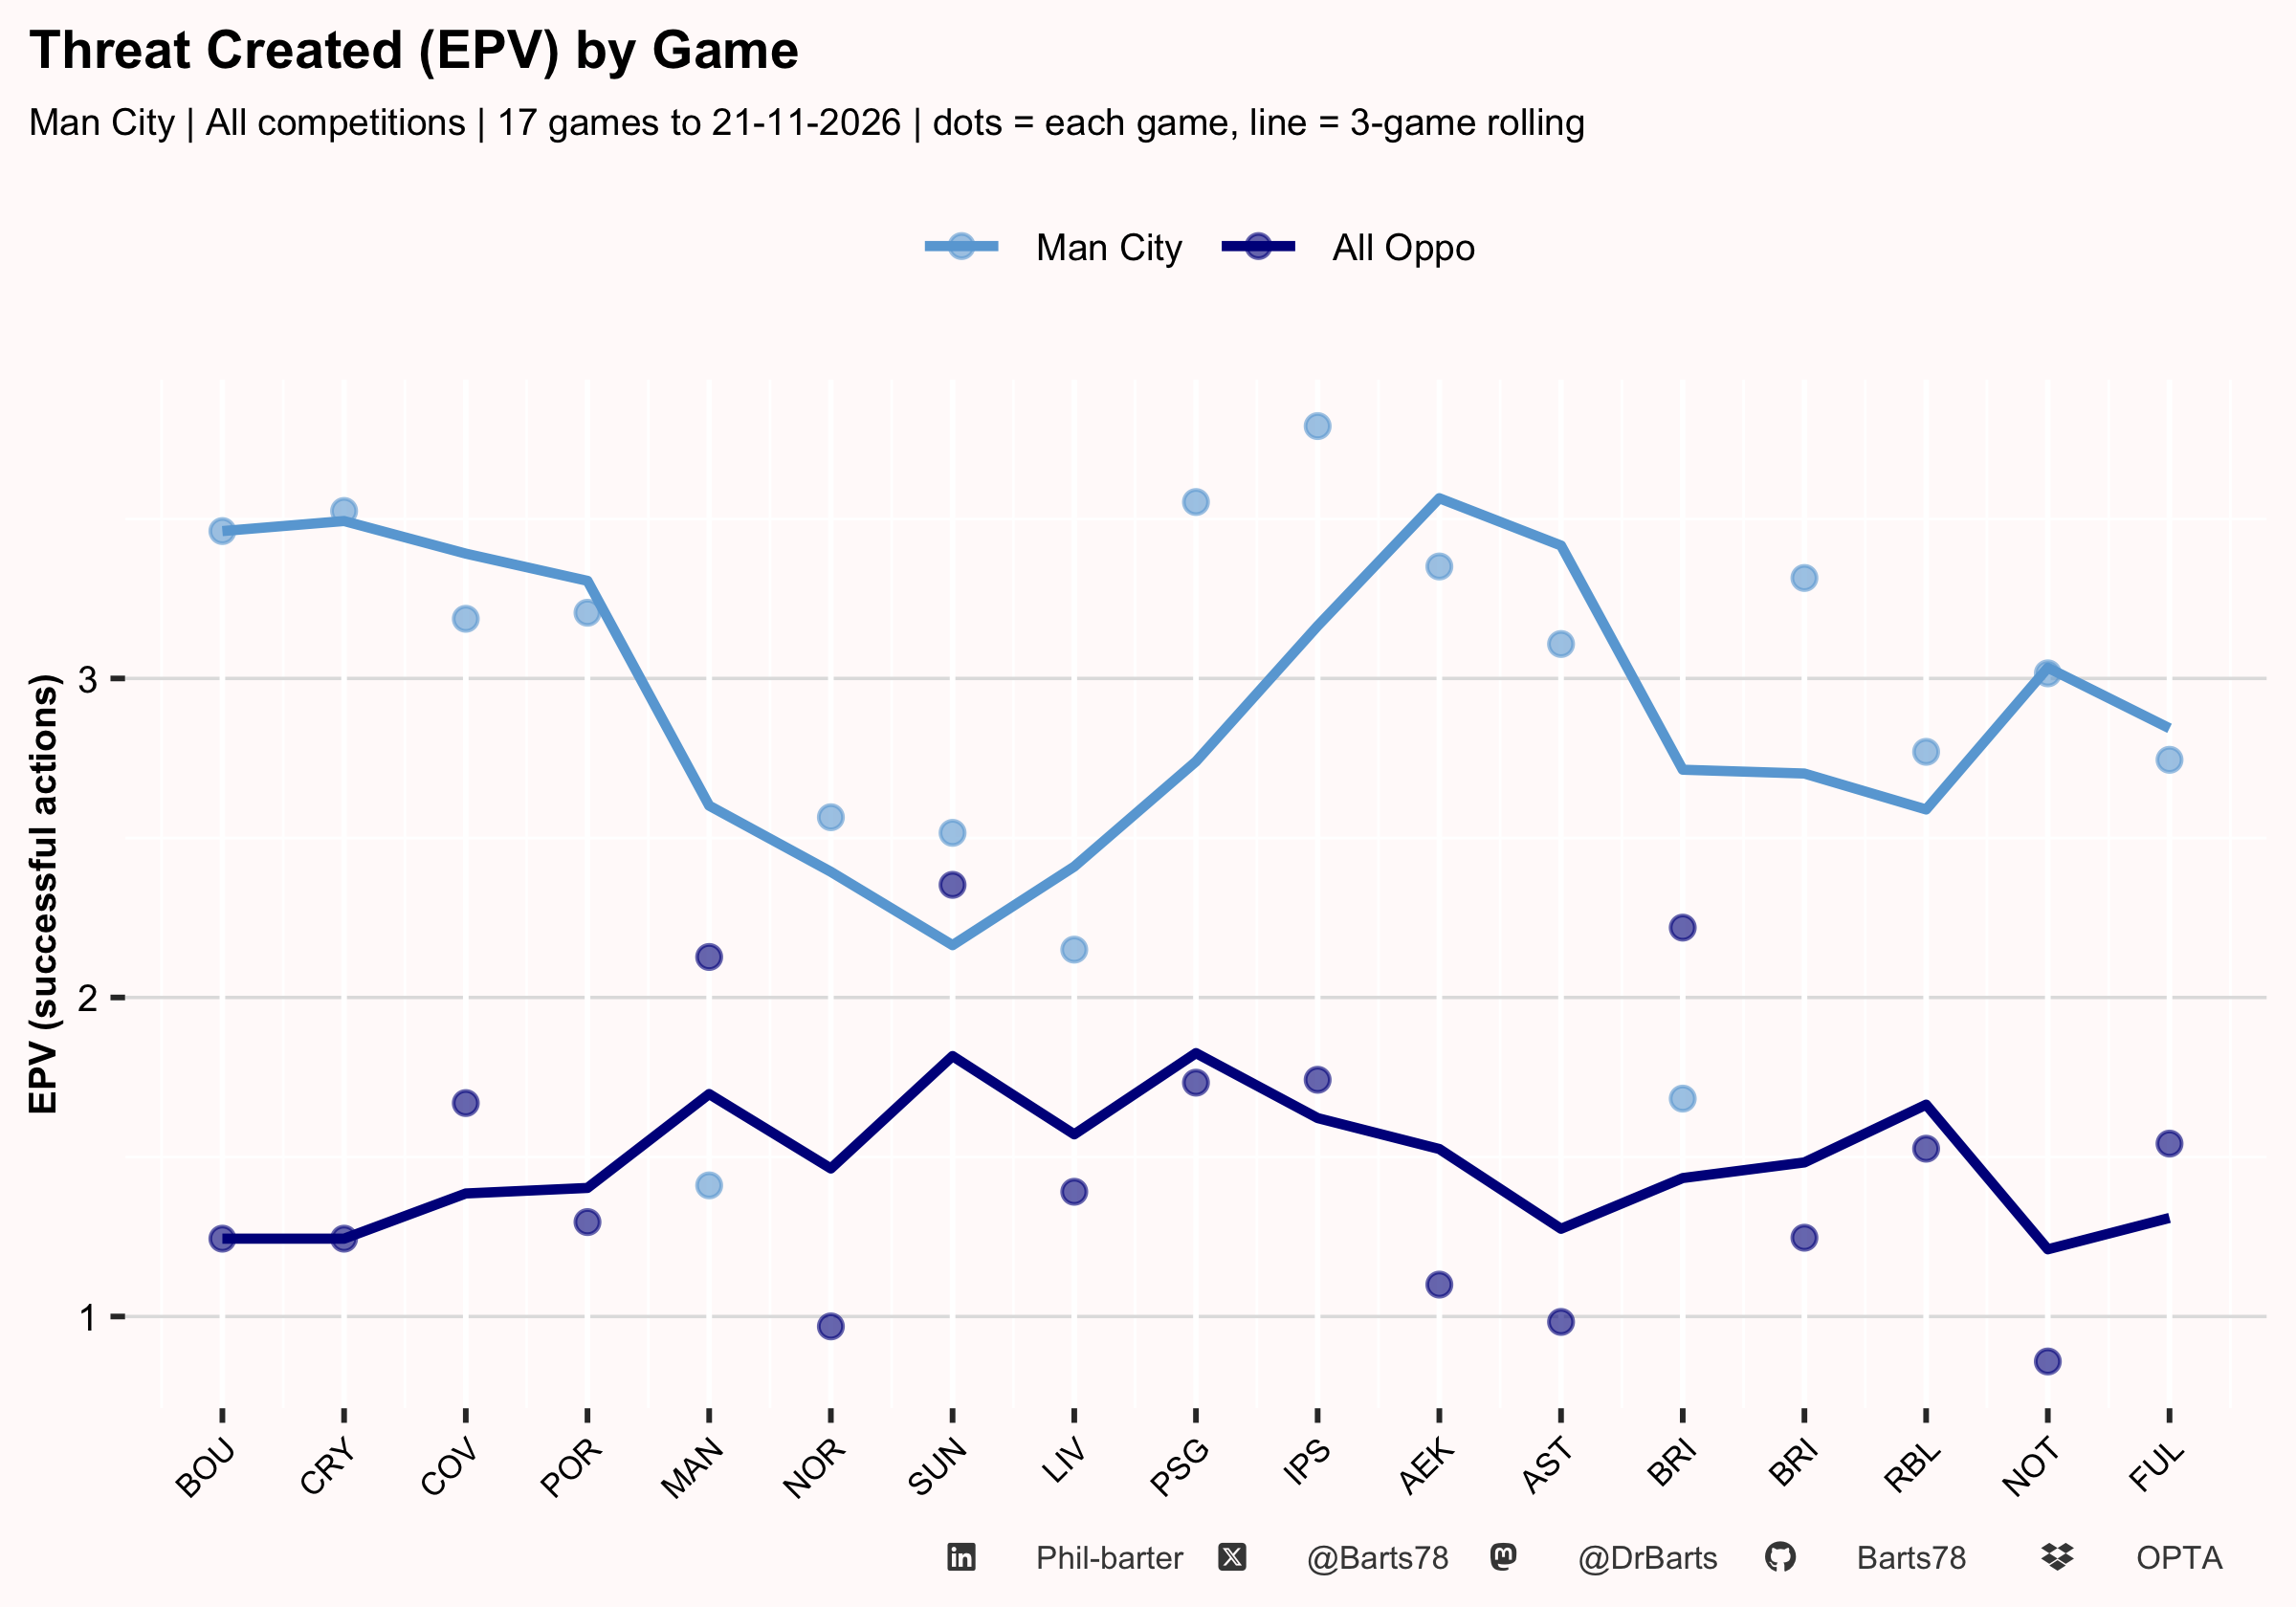 Threat Created (EPV) by Game
Man City | All competitions | 17 games to 21-11-2026 | dots = each game, line = 3-game rolling
Man City All Oppo
EPV (successful actions)
3
2
1
BOU CRY COV POR MAN NOR SUN LIV PSG IPS AEK AST BRI BRI RBL NOT FUL
Phil-barter @Barts78 @DrBarts Barts78 OPTA